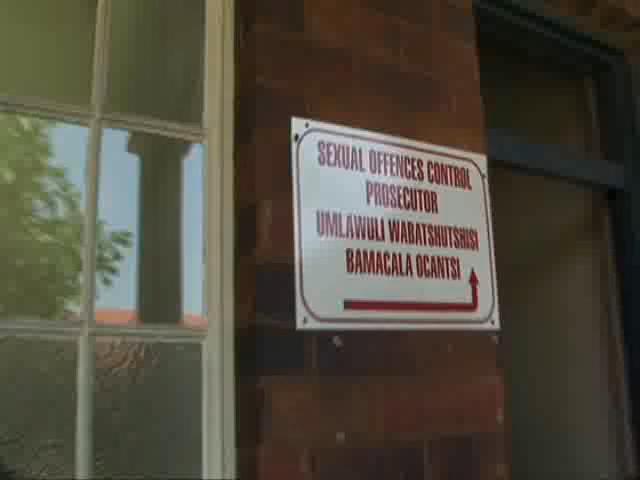 SEXUAL OFFENCES CONTROL
PROSECUTOR
UMLAWULI WABATSHUTSHISI
BAMACALA OCANTSI